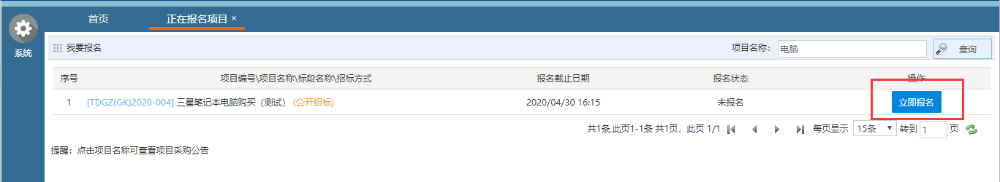 首页 正在报名项目 ×
系统
我要报名 项目名称： 电脑 查询
序号 项目编号\项目名称\标段名称\招标方式 报名截止日期 报名状态 操作
1 [TDGZ(GK)2020-004] 三星笔记本电脑购买（测试） (公开招标) 2020/04/30 16:15 未报名 立即报名
共1条,此页1-1条 共1页，此页 1/1 每页显示 15条 转到 1 页
提醒：点击项目名称可查看项目采购公告